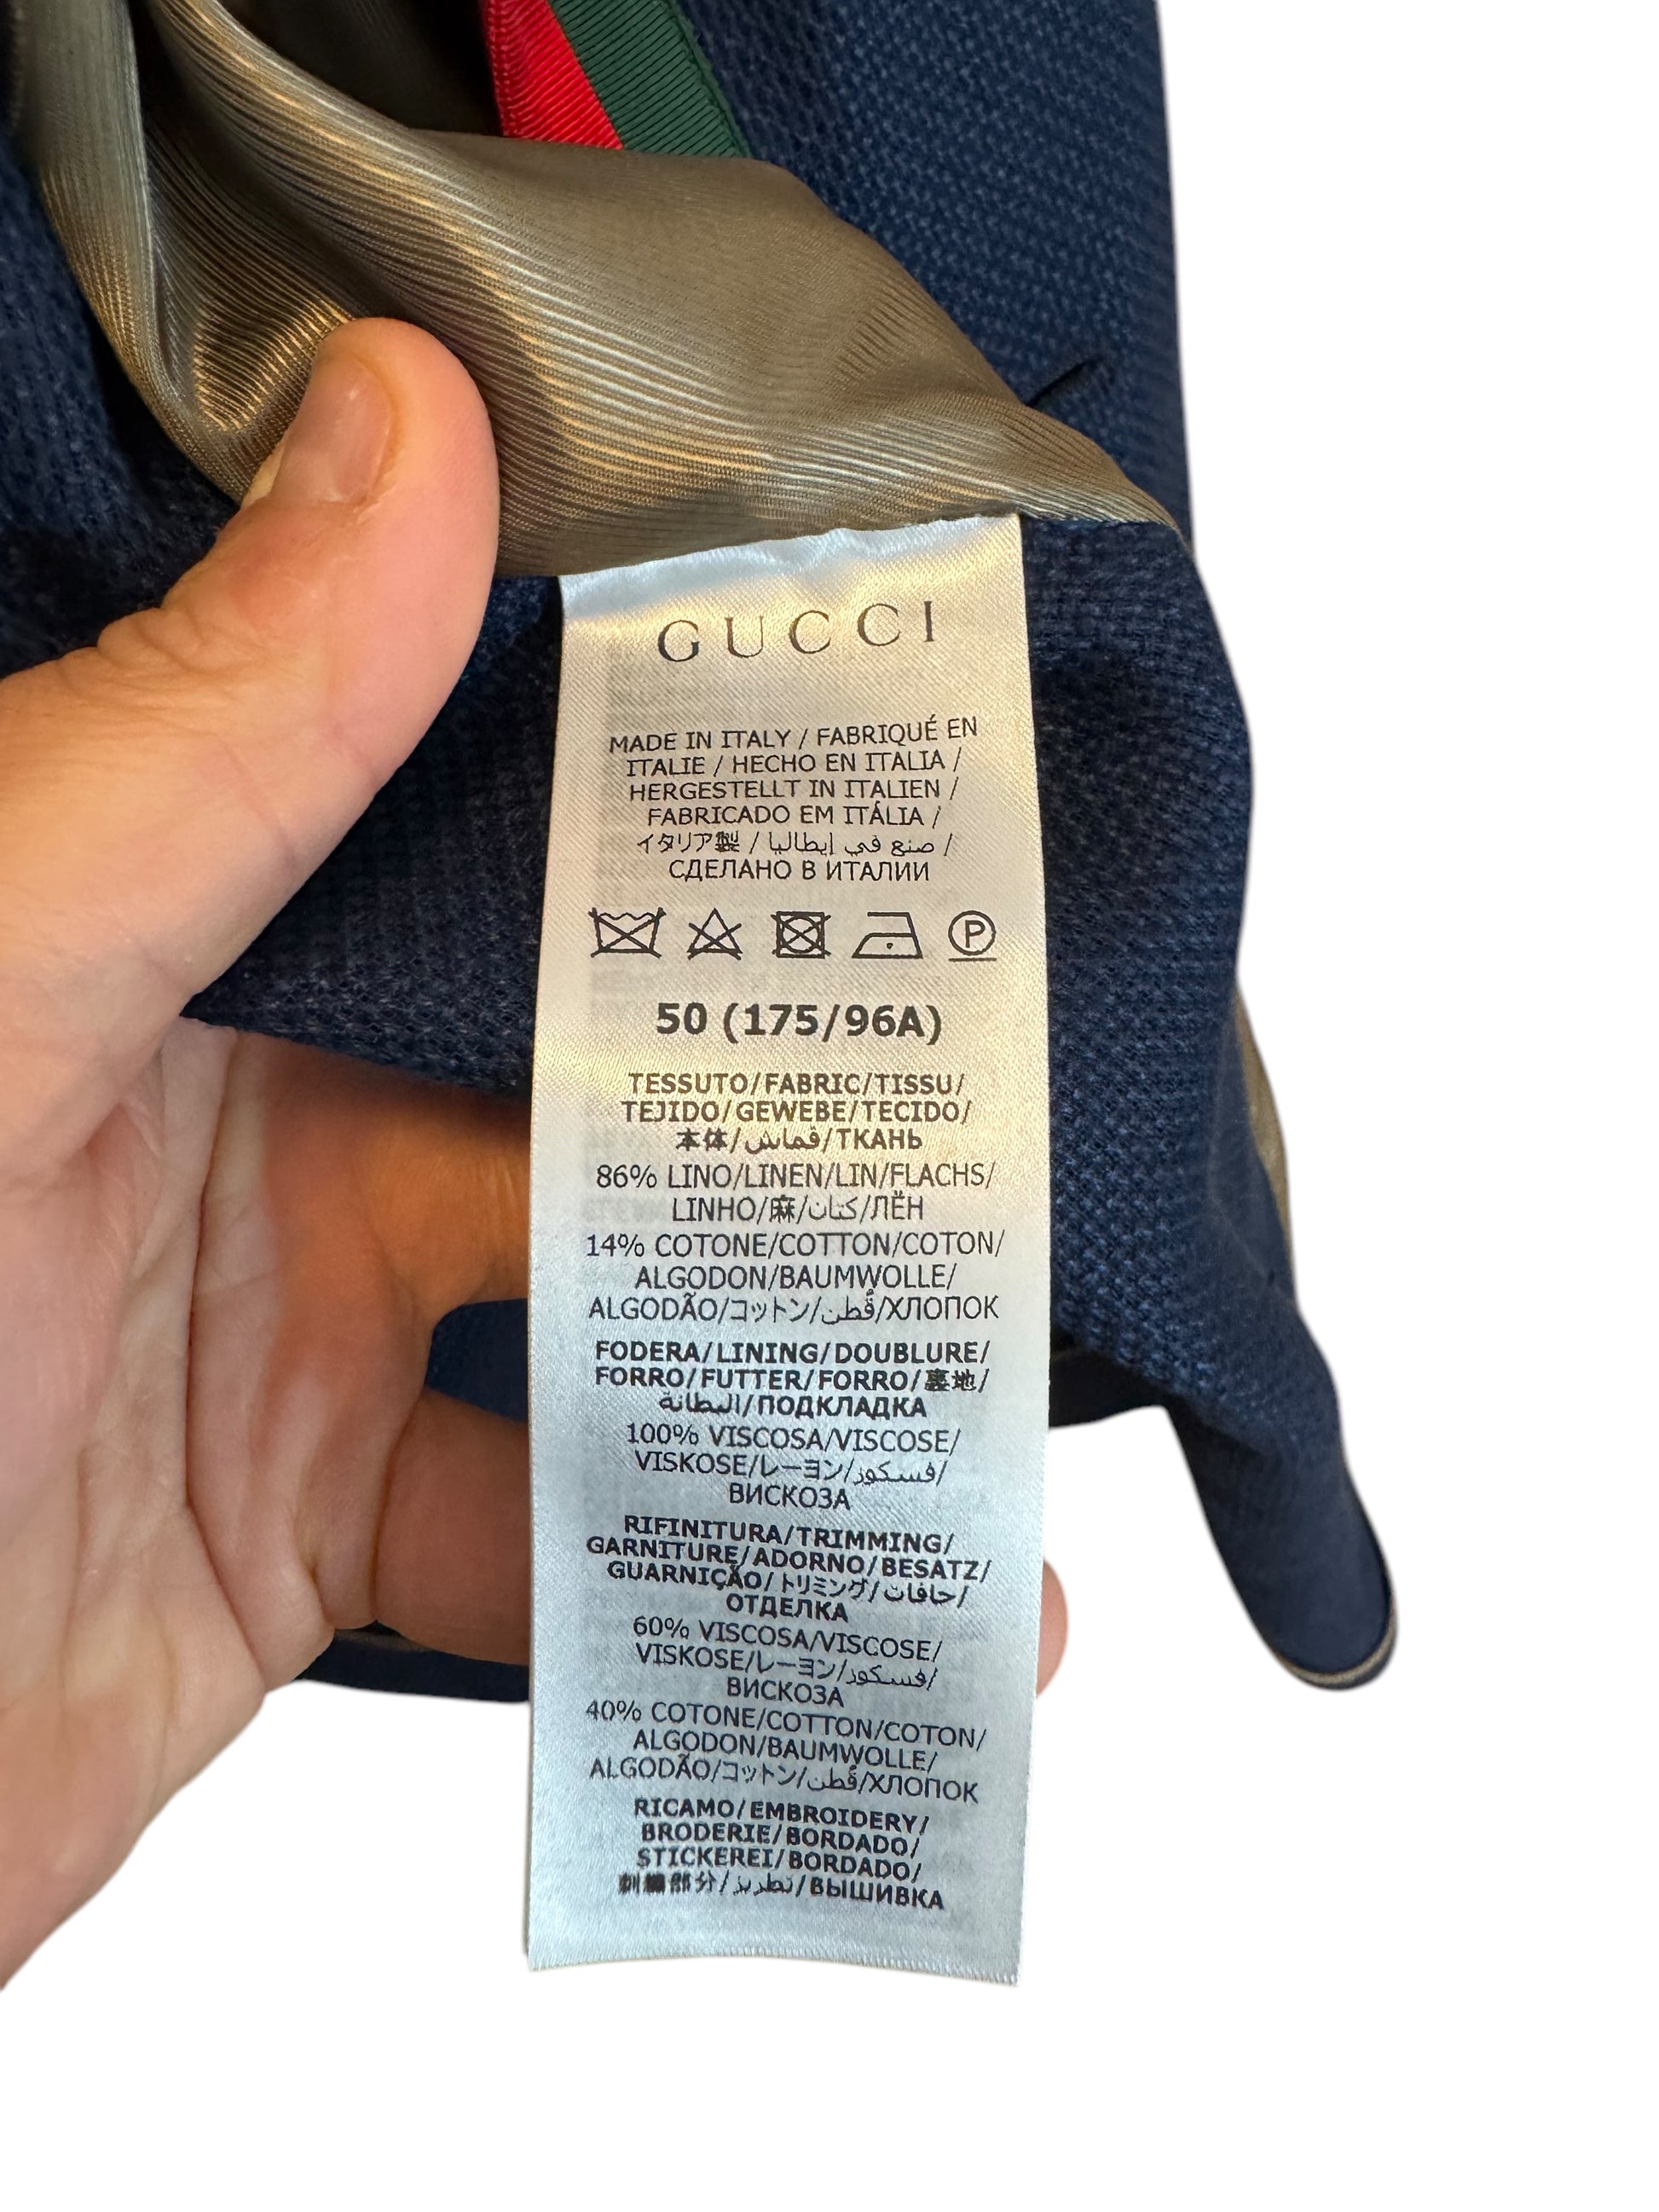 GUCCI
MADE IN ITALY / FABRIQUÉ EN
ITALIE / HECHO EN ITALIA /
HERGESTELLT IN ITALIEN /
FABRICADO EM ITÁLIA /
イタリア製 / صنع في إيطاليا /
СДЕЛАНО В ИТАЛИИ
P
50 (175/96A)
TESSUTO/FABRIC/TISSU/
TEJIDO/GEWEBE/TECIDO/
本体/قماش/ТКАНЬ
86% LINO/LINEN/LIN/FLACHS/
LINHO/麻/كتان/ЛЁН
14% COTONE/COTTON/COTON/
ALGODON/BAUMWOLLE/
ALGODÃO/コットン/قُطن/ХЛОПОК
FODERA/LINING/DOUBLURE/
FORRO/FUTTER/FORRO/裏地/
البطانة/ПОДКЛАДКА
100% VISCOSA/VISCOSE/
VISKOSE/レーヨン/فسكوز/
ВИСКОЗА
RIFINITURA/TRIMMING/
GARNITURE/ADORNO/BESATZ/
GUARNIÇÃO/トリミング/حافات/
ОТДЕЛКА
60% VISCOSA/VISCOSE/
VISKOSE/レーヨン/فسكوز/
ВИСКОЗА
40% COTONE/COTTON/COTON/
ALGODON/BAUMWOLLE/
ALGODÃO/コットン/قُطن/ХЛОПОК
RICAMO/EMBROIDERY/
BRODERIE/BORDADO/
STICKEREI/BORDADO/
刺繍部分/تطريز/ВЫШИВКА